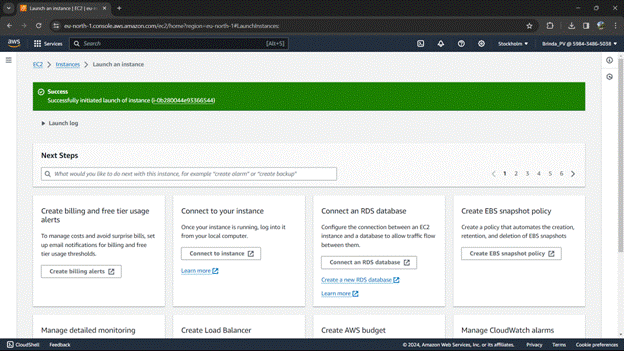 Launch an instance | EC2 | eu-nort
eu-north-1.console.aws.amazon.com/ec2/home?region=eu-north-1#LaunchInstances:
aws Services Search [Alt+S] Stockholm Brinda_PV @ 5984-3486-5038
EC2 > Instances > Launch an instance
Success
Successfully initiated launch of instance (i-0b280044e93366544)
Launch log
Next Steps
What would you like to do next with this instance, for example "create alarm" or "create backup"
1 2 3 4 5 6
Create billing and free tier usage
alerts
To manage costs and avoid surprise bills, set
up email notifications for billing and free
tier usage thresholds.
Create billing alerts
Connect to your instance
Once your instance is running, log into it
from your local computer.
Connect to instance
Learn more
Connect an RDS database
Configure the connection between an EC2
instance and a database to allow traffic flow
between them.
Connect an RDS database
Create a new RDS database
Learn more
Create EBS snapshot policy
Create a policy that automates the creation,
retention, and deletion of EBS snapshots
Create EBS snapshot policy
Manage detailed monitoring
Create Load Balancer
Create AWS budget
Manage CloudWatch alarms
CloudShell Feedback © 2024, Amazon Web Services, Inc. or its affiliates. Privacy Terms Cookie preferences